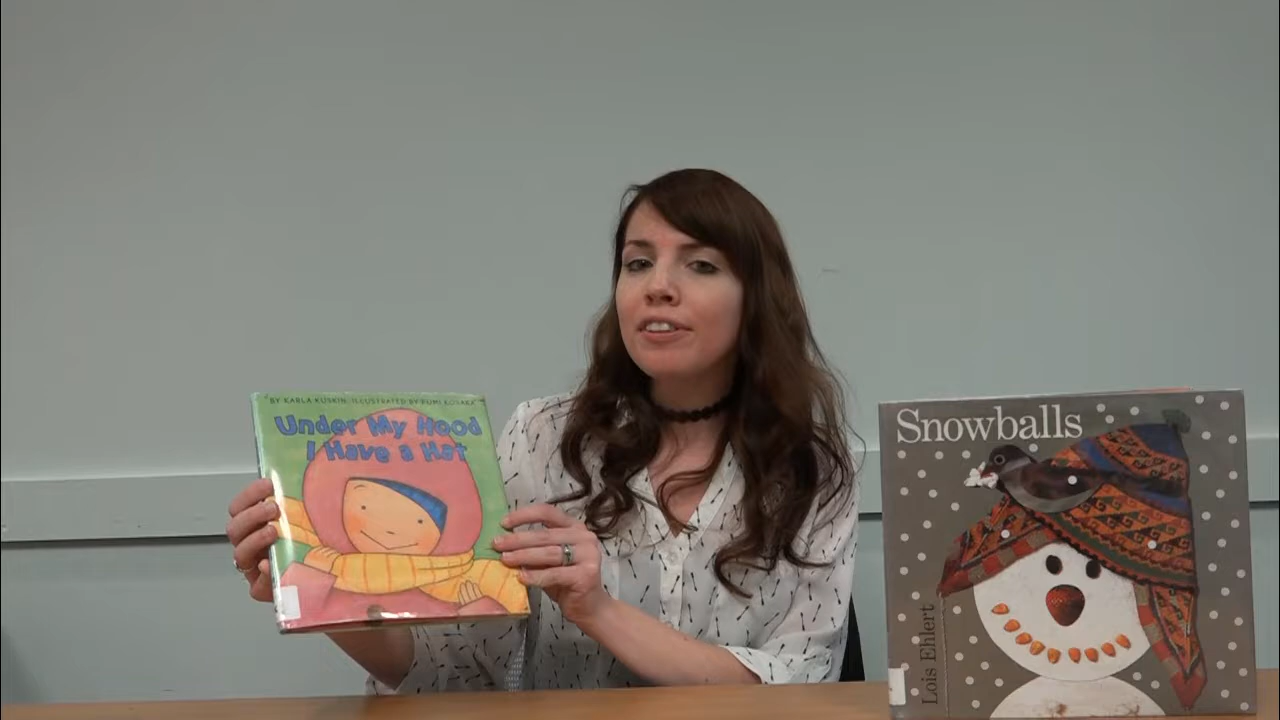 BY KARLA KUSKIN, ILLUSTRATED BY FUMI KOSAKA
Under My Hood
I Have a Hat
Snowballs
Lois Ehlert